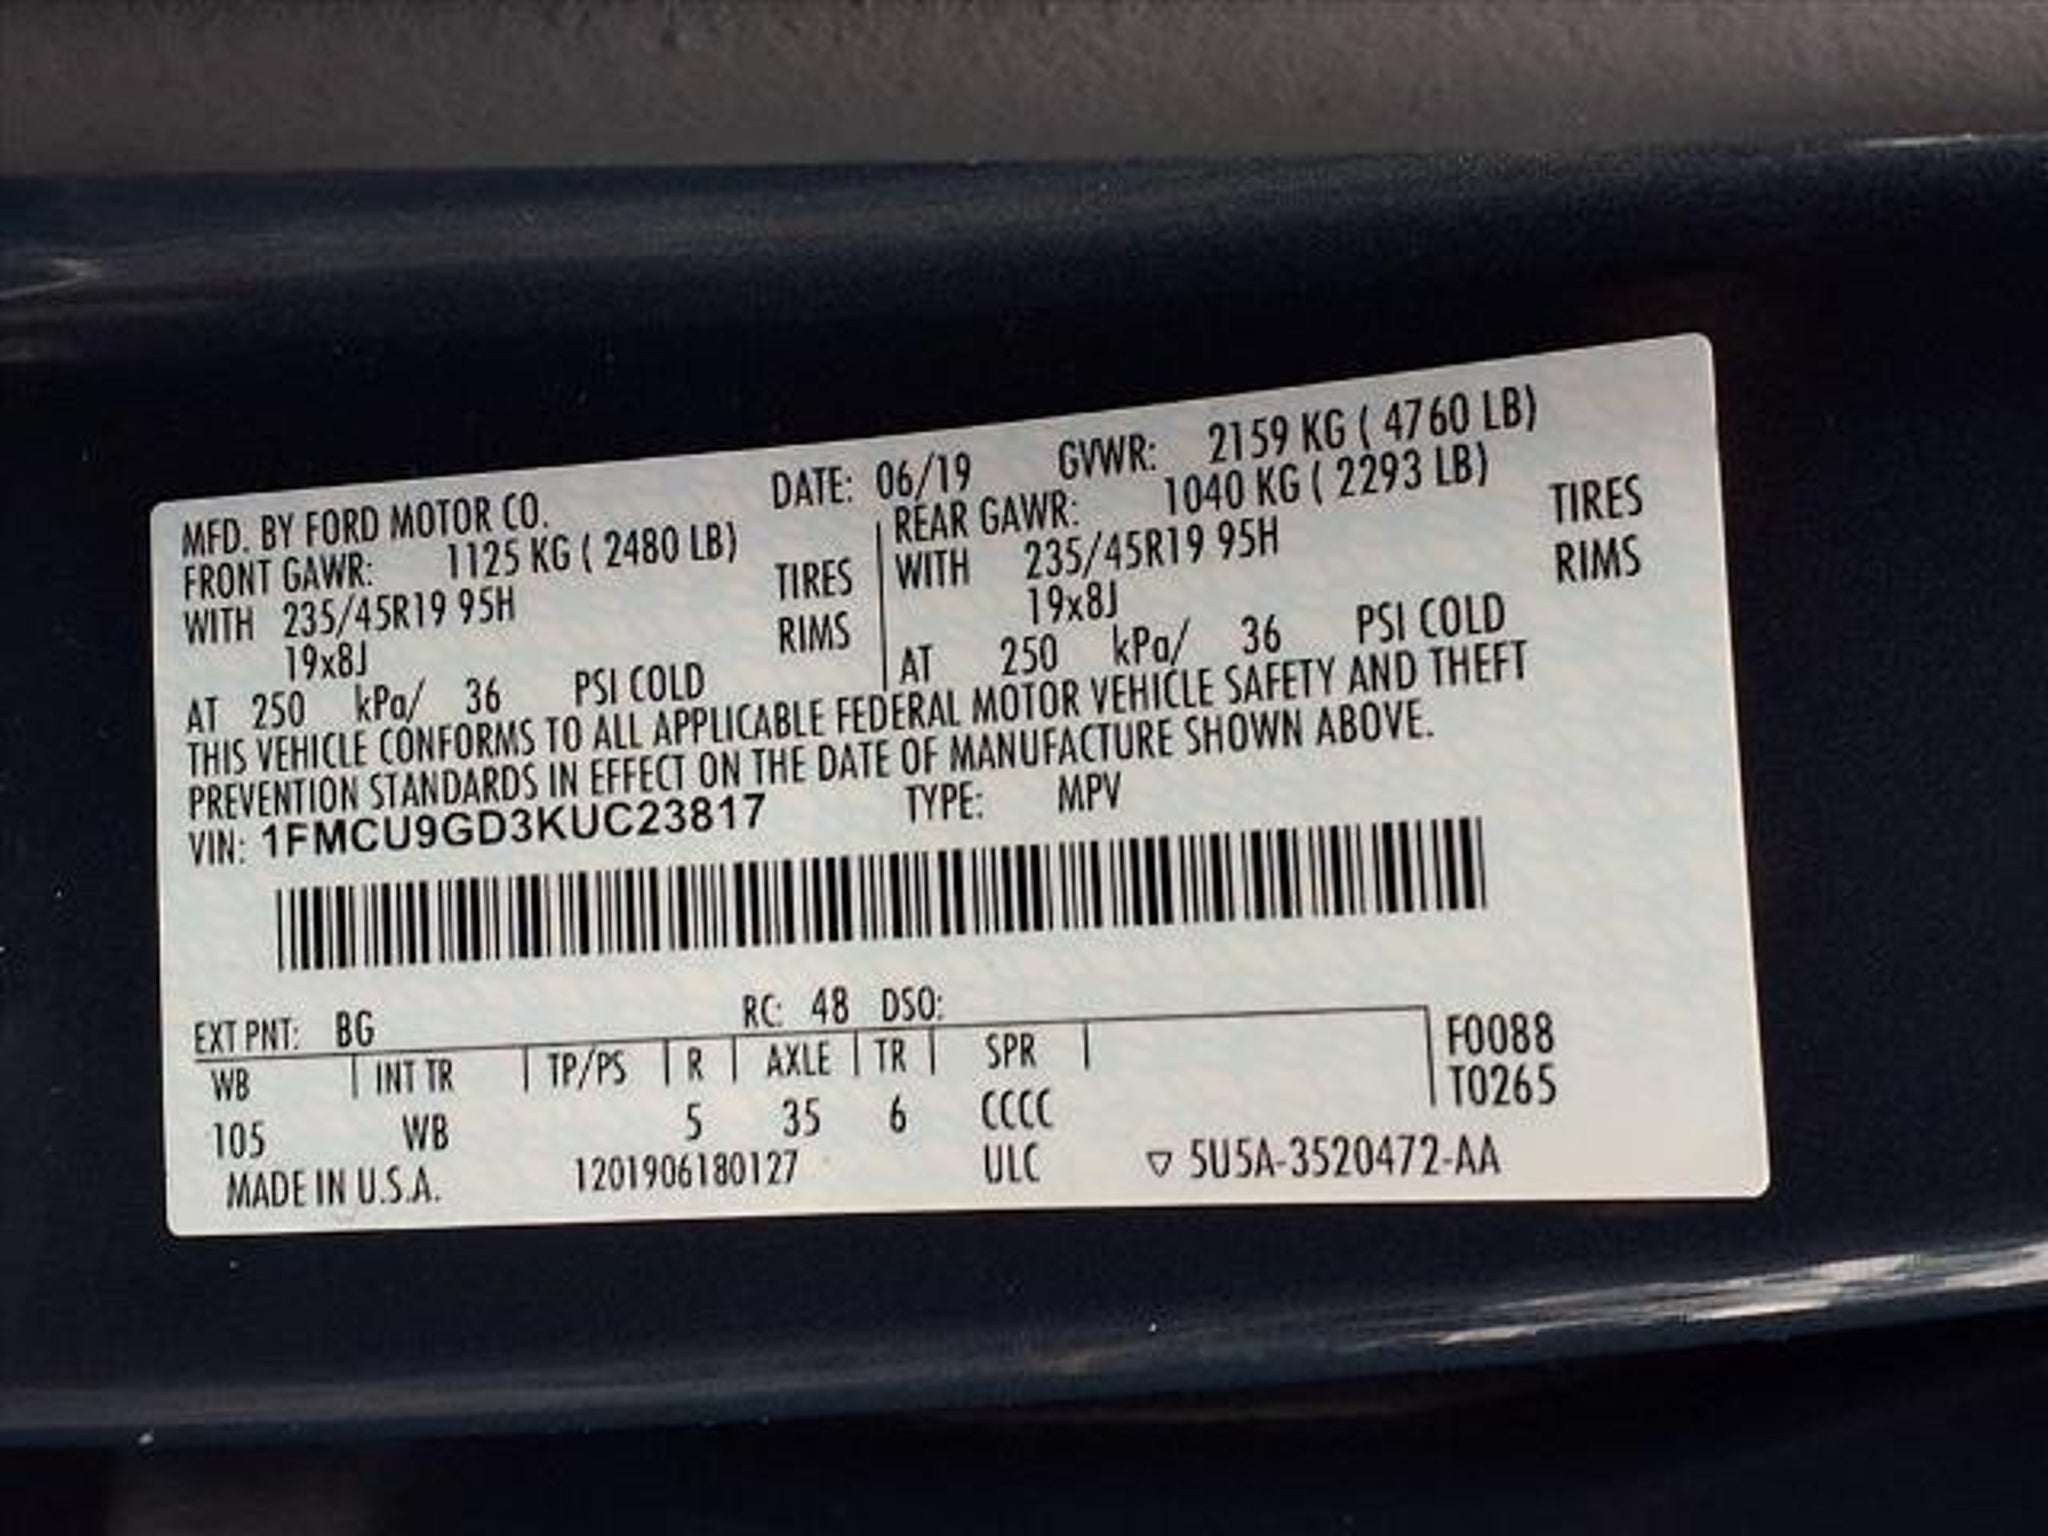 MFD. BY FORD MOTOR CO. DATE: 06/19 GVWR: 2159 KG ( 4760 LB)
FRONT GAWR: 1125 KG ( 2480 LB)
WITH 235/45R19 95H TIRES
19x8J RIMS
AT 250 kPa/ 36 PSI COLD
REAR GAWR: 1040 KG ( 2293 LB)
WITH 235/45R19 95H TIRES
19x8J RIMS
AT 250 kPa/ 36 PSI COLD
THIS VEHICLE CONFORMS TO ALL APPLICABLE FEDERAL MOTOR VEHICLE SAFETY AND THEFT
PREVENTION STANDARDS IN EFFECT ON THE DATE OF MANUFACTURE SHOWN ABOVE.
VIN: 1FMCU9GD3KUC23817 TYPE: MPV
EXT PNT: BG RC: 48 DSO:
WB INT TR TP/PS R AXLE TR SPR F0088
105 WB 5 35 6 CCCC T0265
MADE IN U.S.A. 1201906180127 ULC ▽ 5U5A-3520472-AA